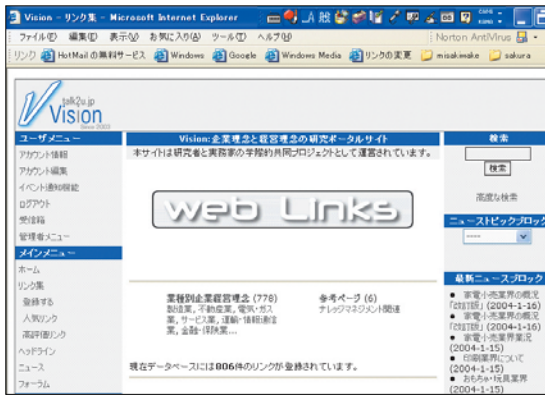 Vision - リンク集 - Microsoft Internet Explorer
ファイル(F) 編集(E) 表示(V) お気に入り(A) ツール(T) ヘルプ(H) Norton AntiVirus
リンク HotMail の無料サービス Windows Google Windows Media リンクの変更 misakiwake sakura
talk2u.jp
Vision
Since 2003
ユーザメニュー
アカウント情報
アカウント編集
イベント通知機能
ログアウト
受信箱
管理者メニュー
メインメニュー
ホーム
リンク集
登録する
人気リンク
高評価リンク
ヘッドライン
ニュース
フォーラム
Vision:企業理念と経営理念の研究ポータルサイト
本サイトは研究者と実務家の学際的共同プロジェクトとして運営されています。
web Links
業種別企業経営理念 (778)
製造業, 不動産業, 電気・ガス
業, サービス業, 運輸・情報通信
業, 金融・保険業...
参考ページ (6)
ナレッジマネジメント関連
現在データベースには806件のリンクが登録されています。
検索
検索
高度な検索
ニューストピックブロック
----
最新ニュースブロック
家電小売業界の概況
「改訂版」 (2004-1-16)
家電小売業界の概況
「改訂版」 (2004-1-16)
家電小売業界業況
(2004-1-15)
印刷業界について
(2004-1-15)
おもちゃ・玩具業界
(2004-1-15)